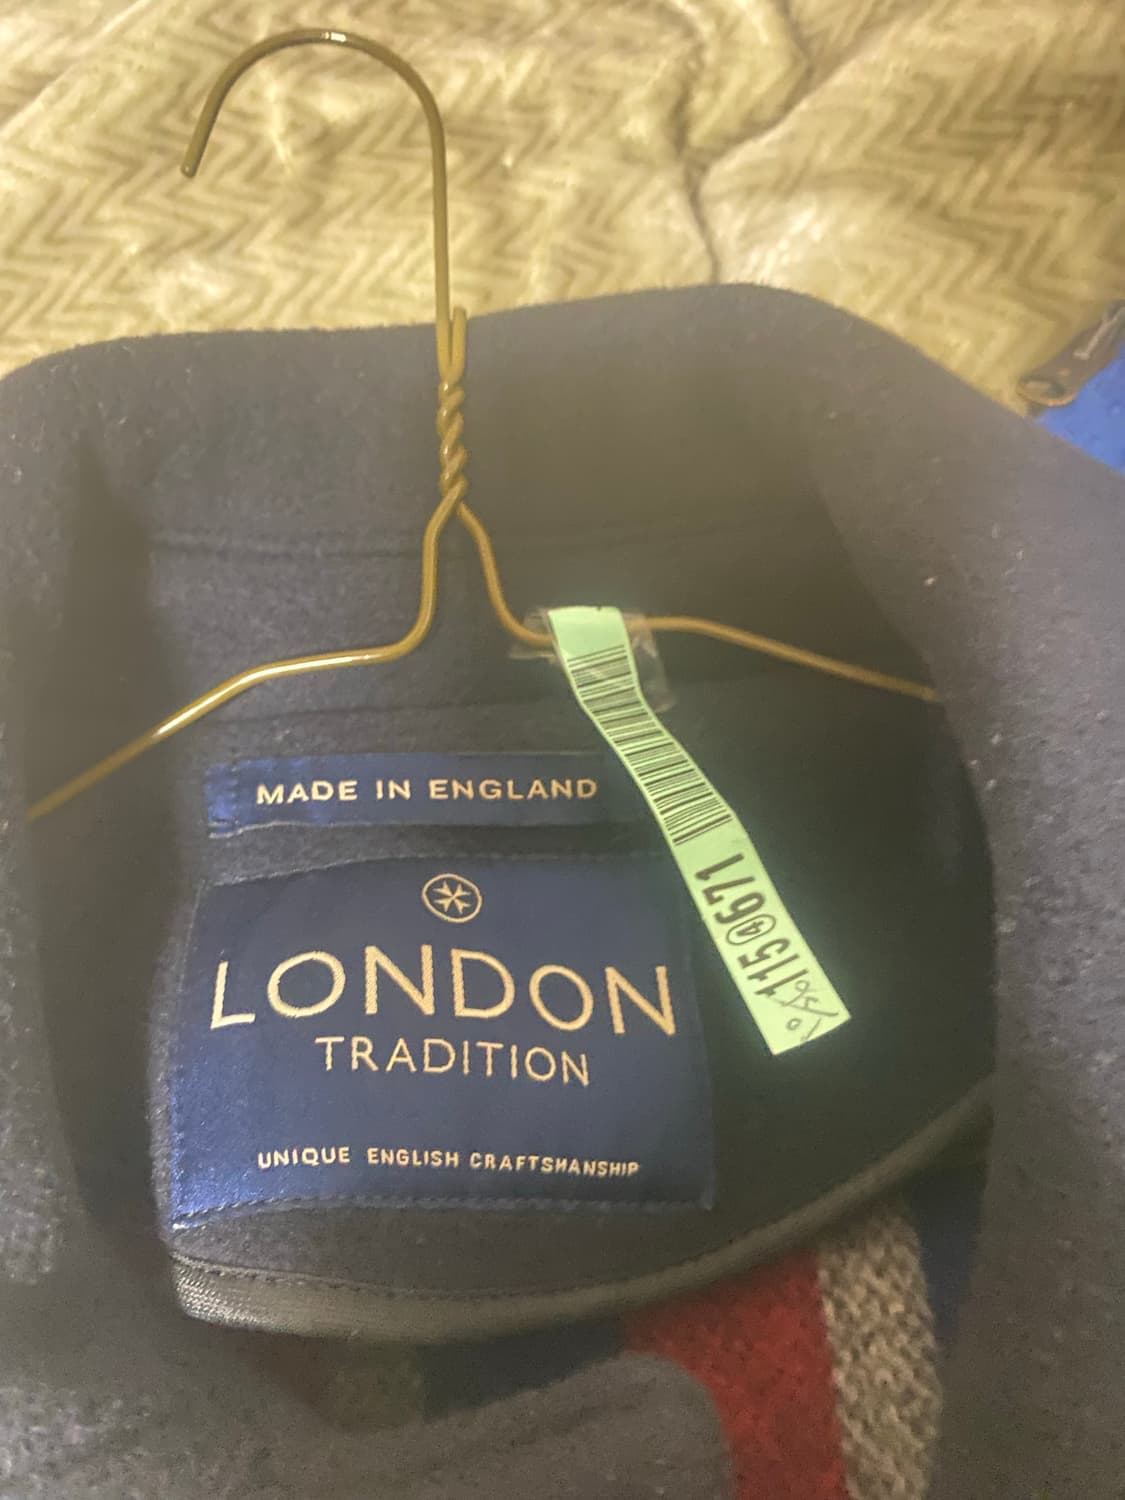 MADE IN ENGLAND
LONDON
TRADITION
UNIQUE ENGLISH CRAFTSMANSHIP